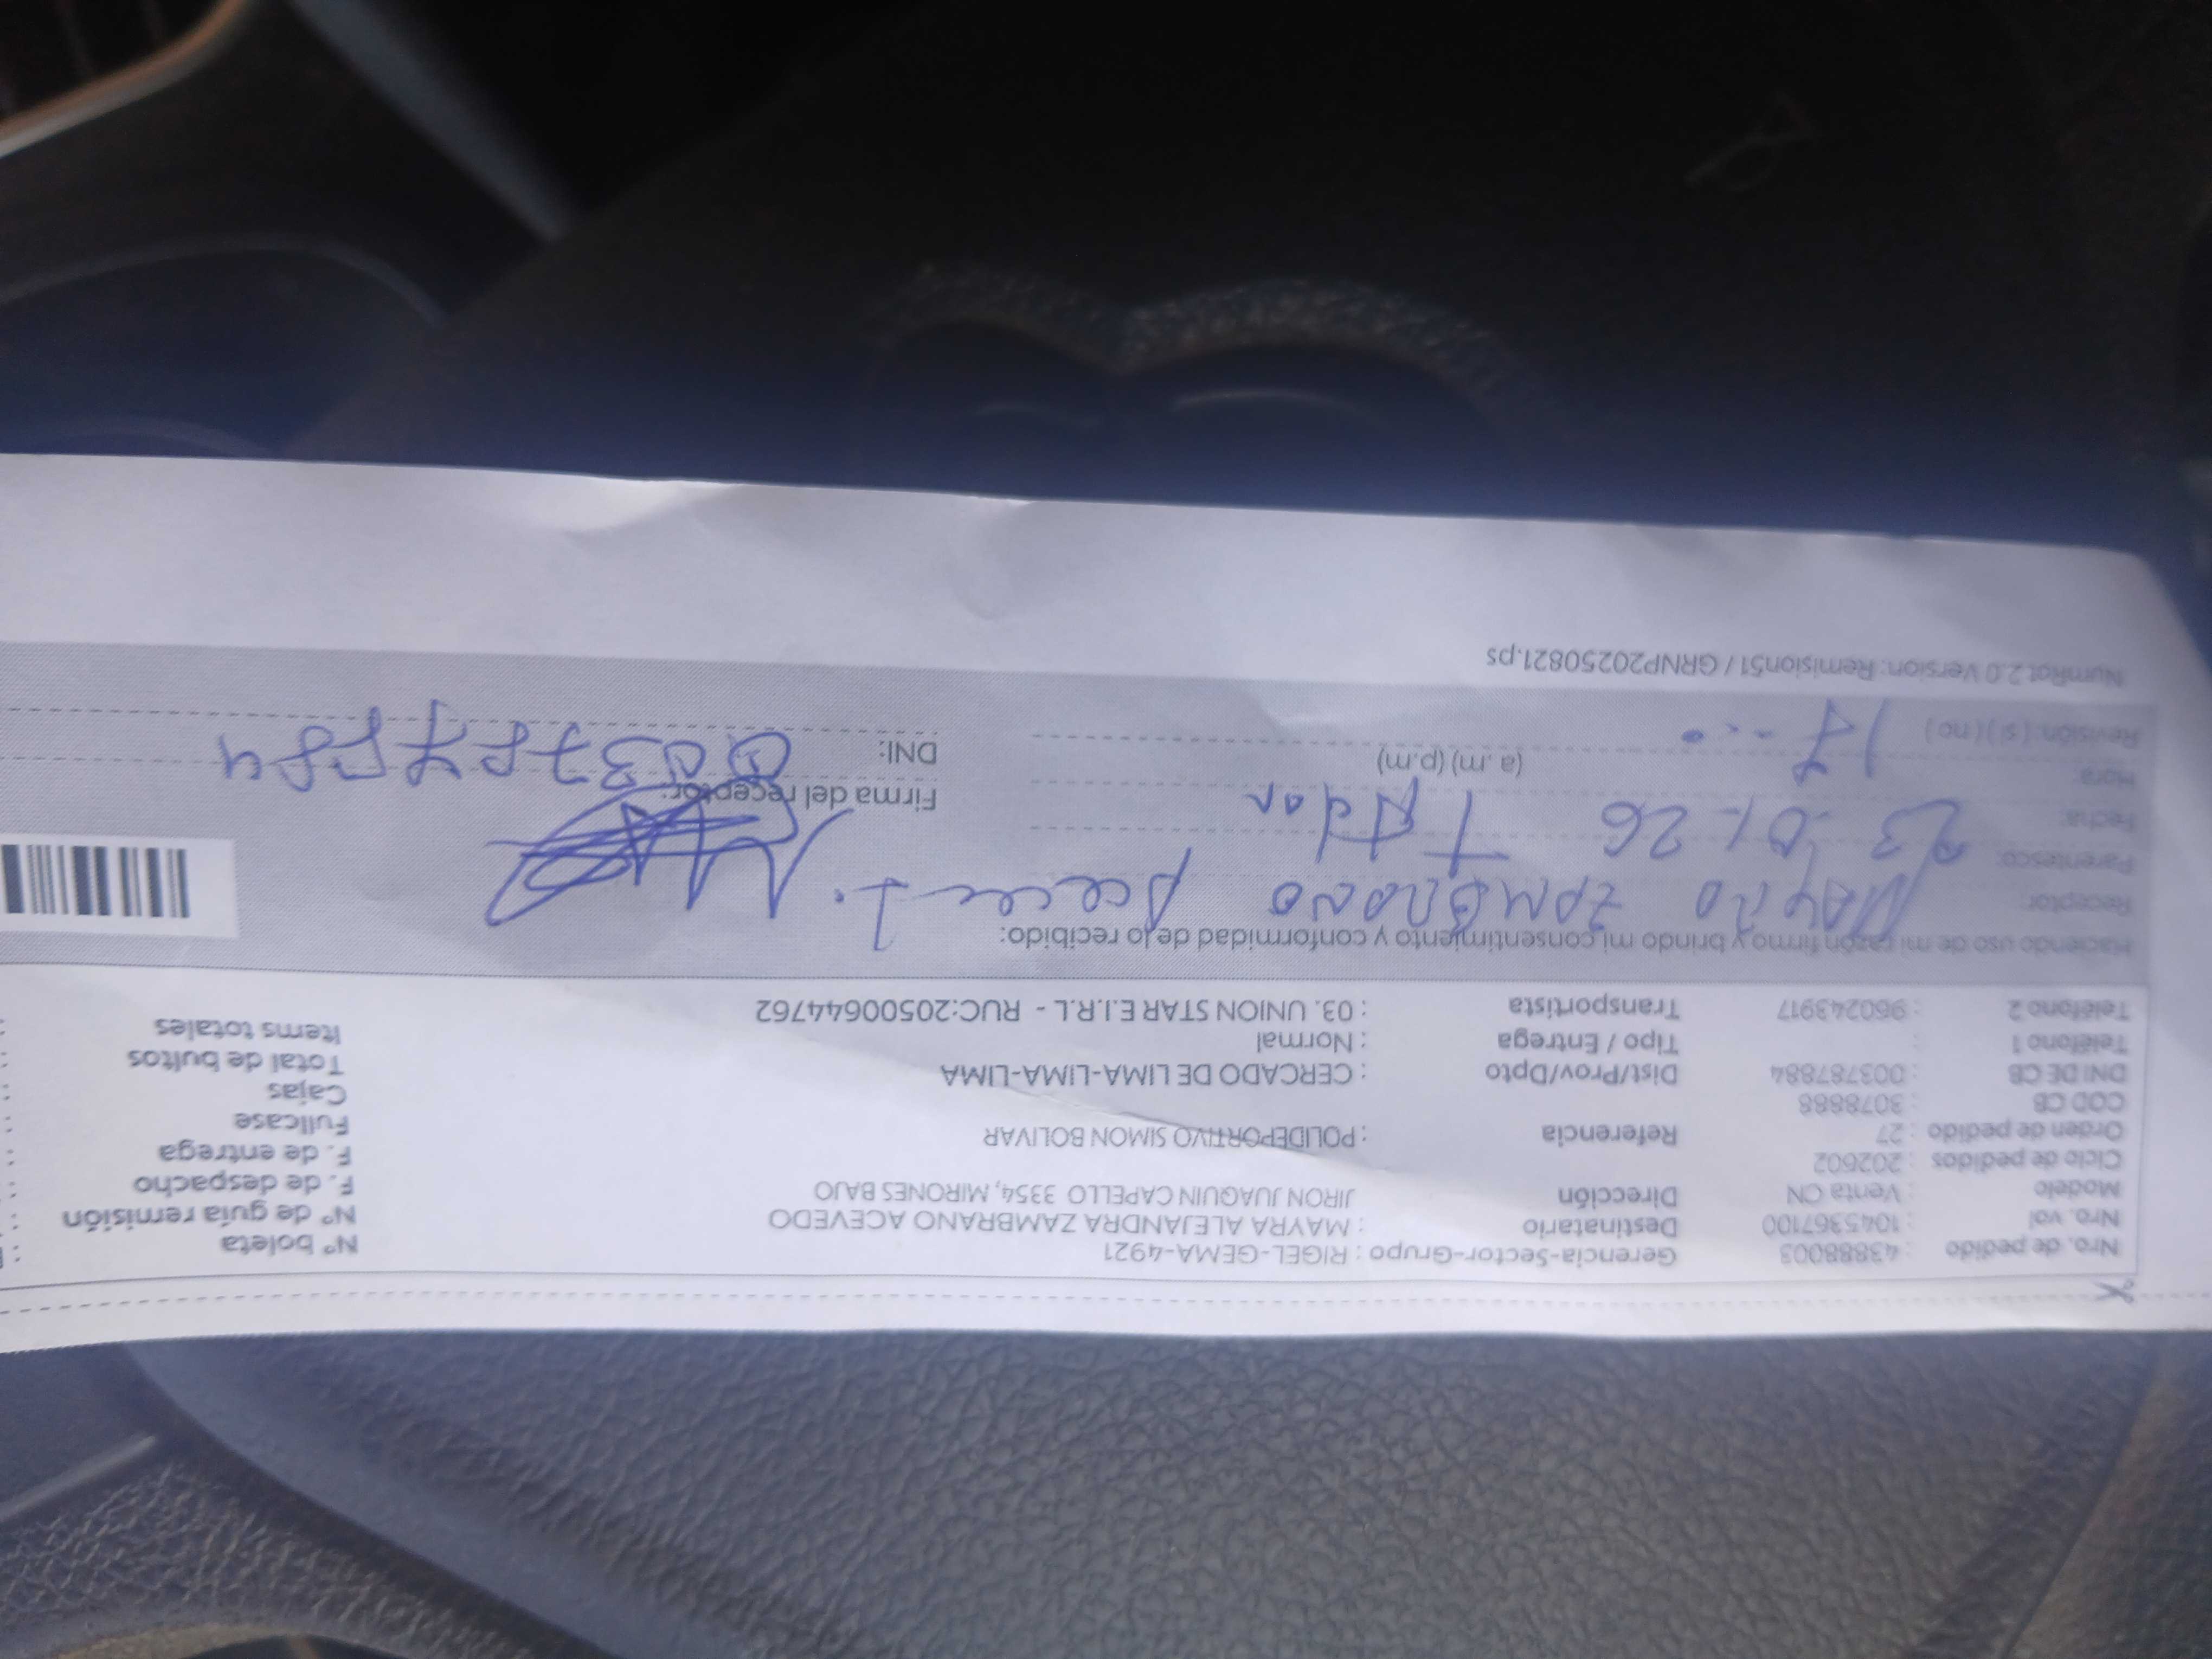 Nro. de pedido : 43888003 Gerencia-Sector-Grupo : RIGEL-GEMA-4921 N° boleta :
Nro. vol : 1045367100 Destinatario : MAYRA ALEJANDRA ZAMBRANO ACEVEDO N° de guía remisión :
Modelo : Venta CN Dirección JIRON JUAQUIN CAPELLO 3354, MIRONES BAJO F. de despacho :
Ciclo de pedidos : 202602 F. de entrega :
Orden de pedido : 27 Referencia : POLIDEPORTIVO SIMON BOLIVAR Fullcase :
COD CB : 3078888 Cajas :
DNI DE CB : 003787884 Dist/Prov/Dpto : CERCADO DE LIMA-LIMA-LIMA Total de bultos :
Teléfono 1 : Tipo / Entrega : Normal Items totales :
Teléfono 2 : 960243917 Transportista : 03. UNION STAR E.I.R.L - RUC:20500644762
Haciendo uso de mi razón firmo y brindo mi consentimiento y conformidad de lo recibido:
Receptor: ZAMBRANO
Parentesco:
Fecha: 23-01-26
Hora 17 (a.m) (p.m) Firma del receptor:
Revisión: (si) (no) DNI:
NumRot 2.0 Version: Remision51 / GRNP20250821.ps